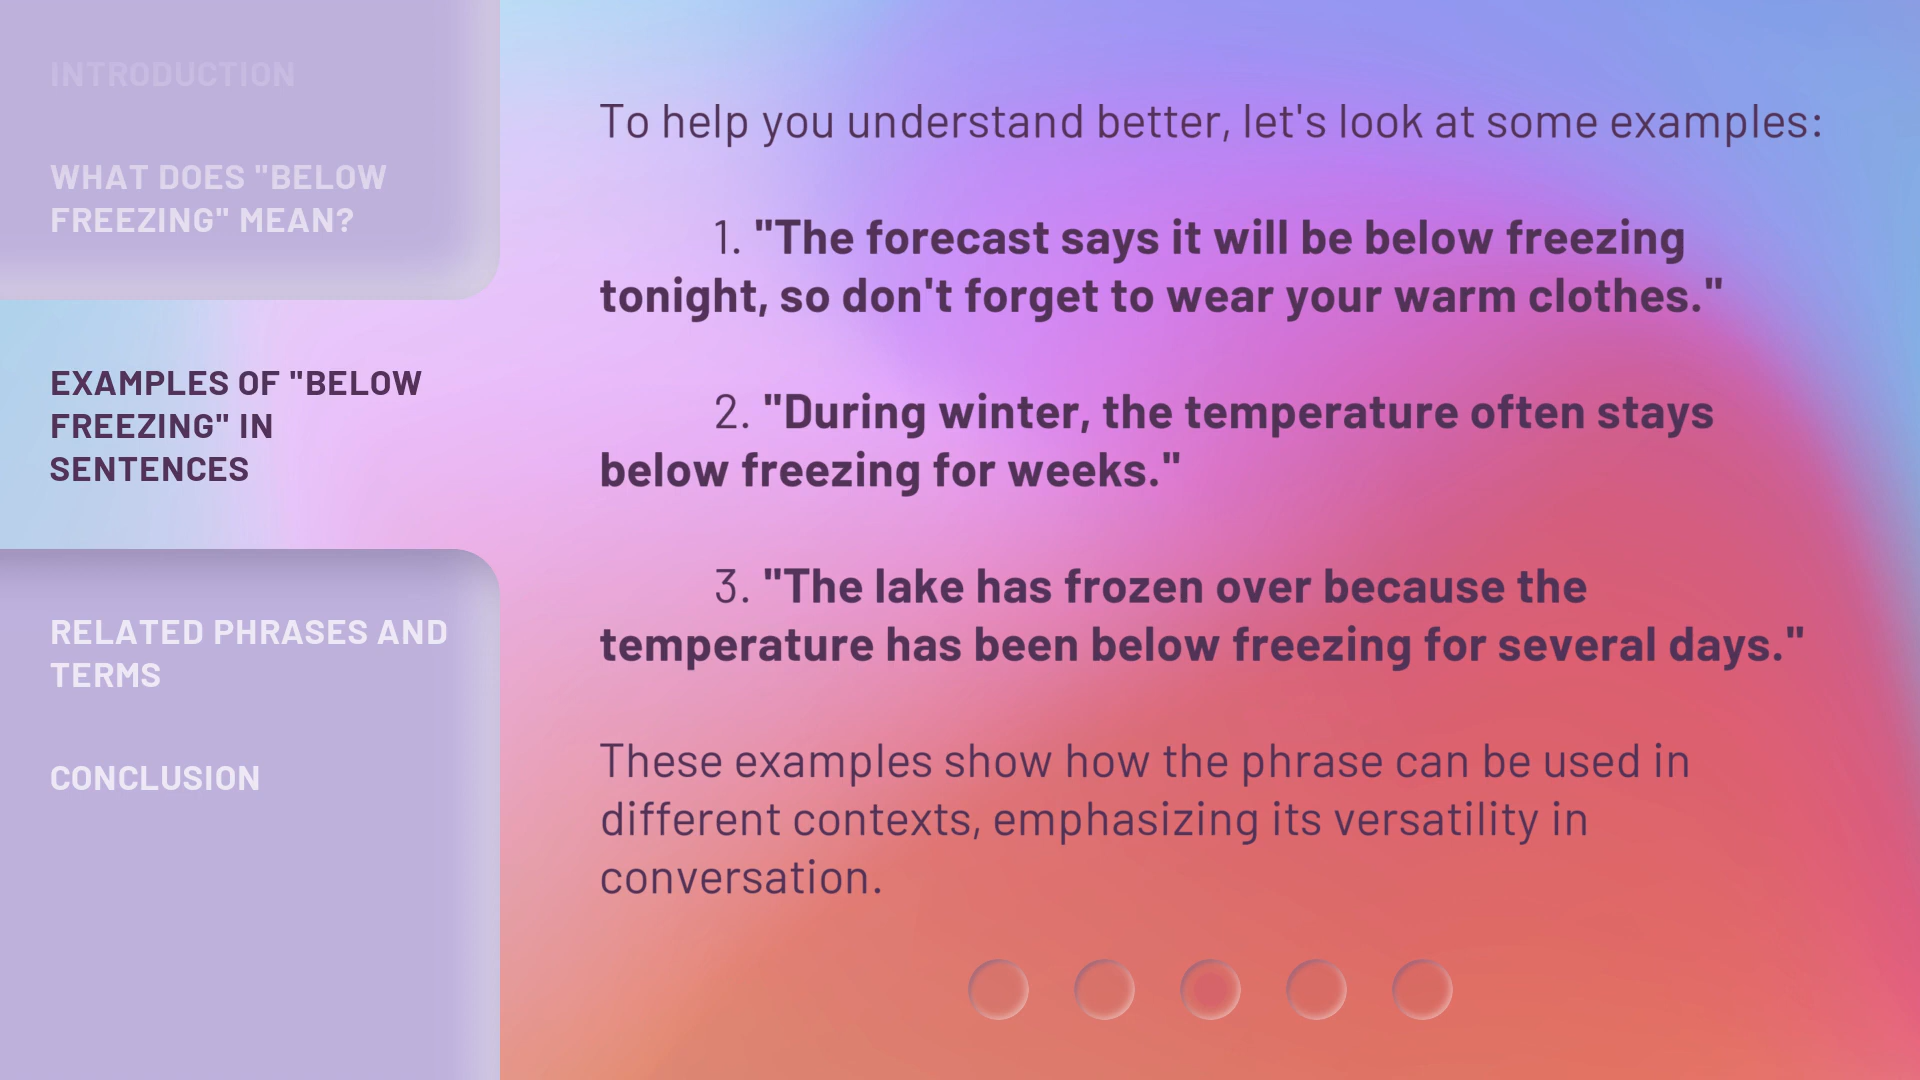 INTRODUCTION
WHAT DOES "BELOW
FREEZING" MEAN?
EXAMPLES OF "BELOW
FREEZING" IN
SENTENCES
RELATED PHRASES AND
TERMS
CONCLUSION
To help you understand better, let's look at some examples:
1. "The forecast says it will be below freezing
tonight, so don't forget to wear your warm clothes."
2. "During winter, the temperature often stays
below freezing for weeks."
3. "The lake has frozen over because the
temperature has been below freezing for several days."
These examples show how the phrase can be used in
different contexts, emphasizing its versatility in
conversation.